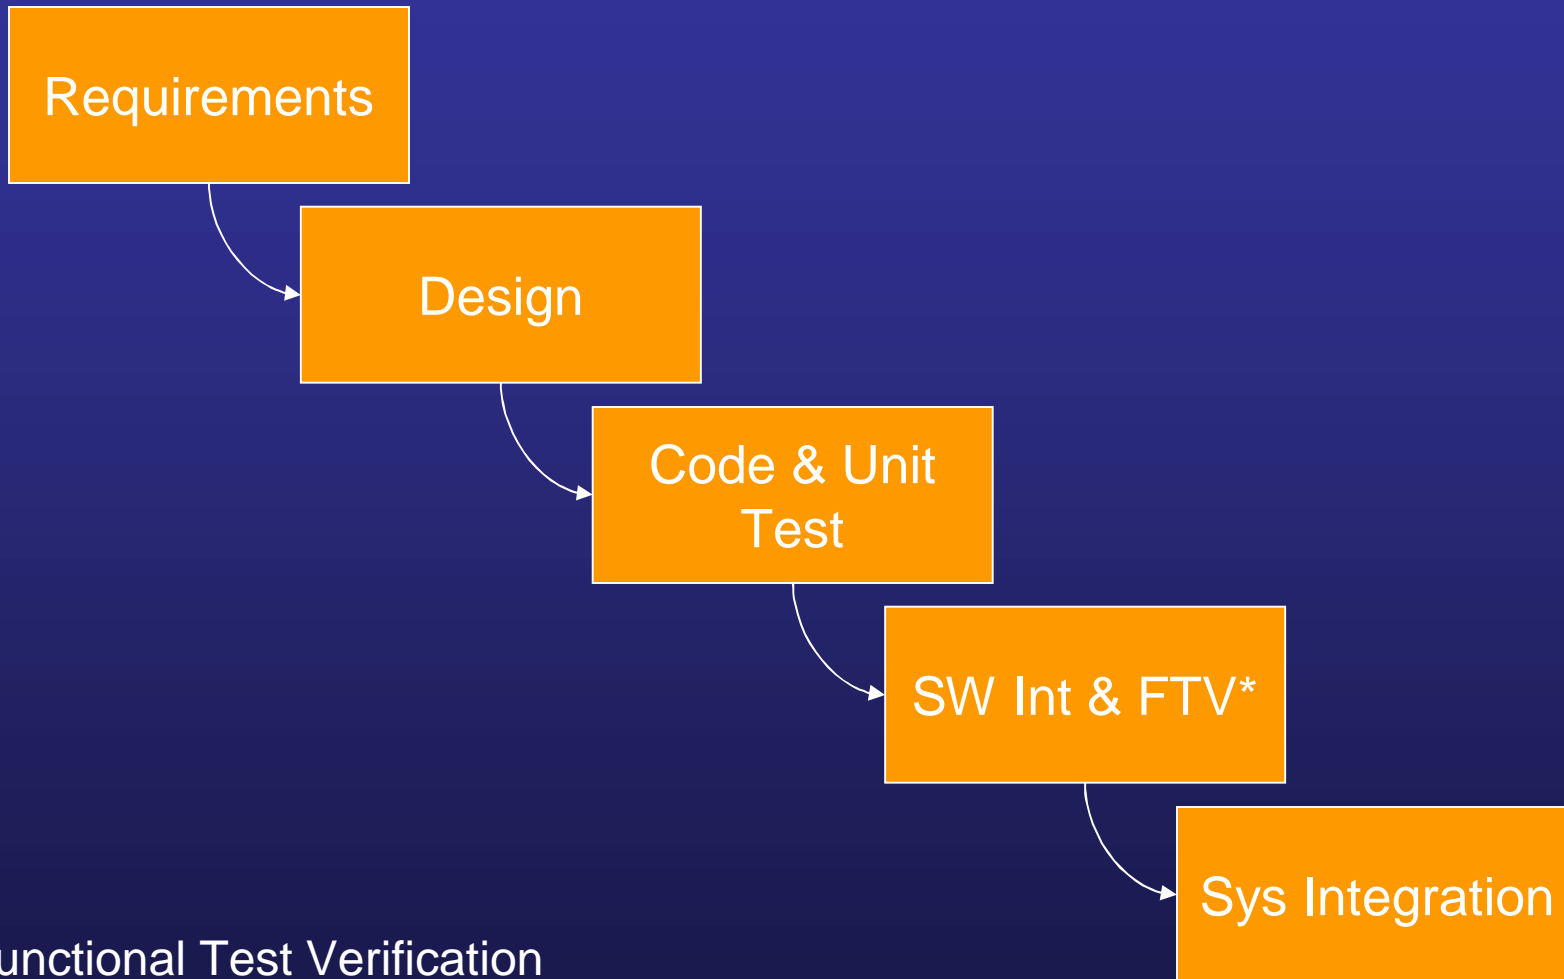 Requirements
Design
Code & Unit
Test
SW Int & FTV*
Sys Integration
unctional Test Verification